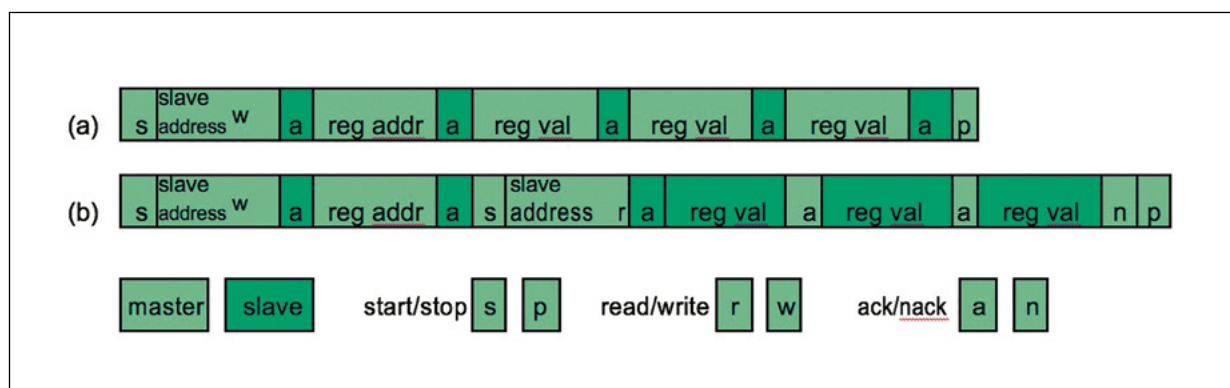 slave
(a) s address w a reg addr a reg val a reg val a reg val a p
slave slave
(b) s address w a reg addr a s address r a reg val a reg val a reg val n p
master slave start/stop s p read/write r w ack/nack a n